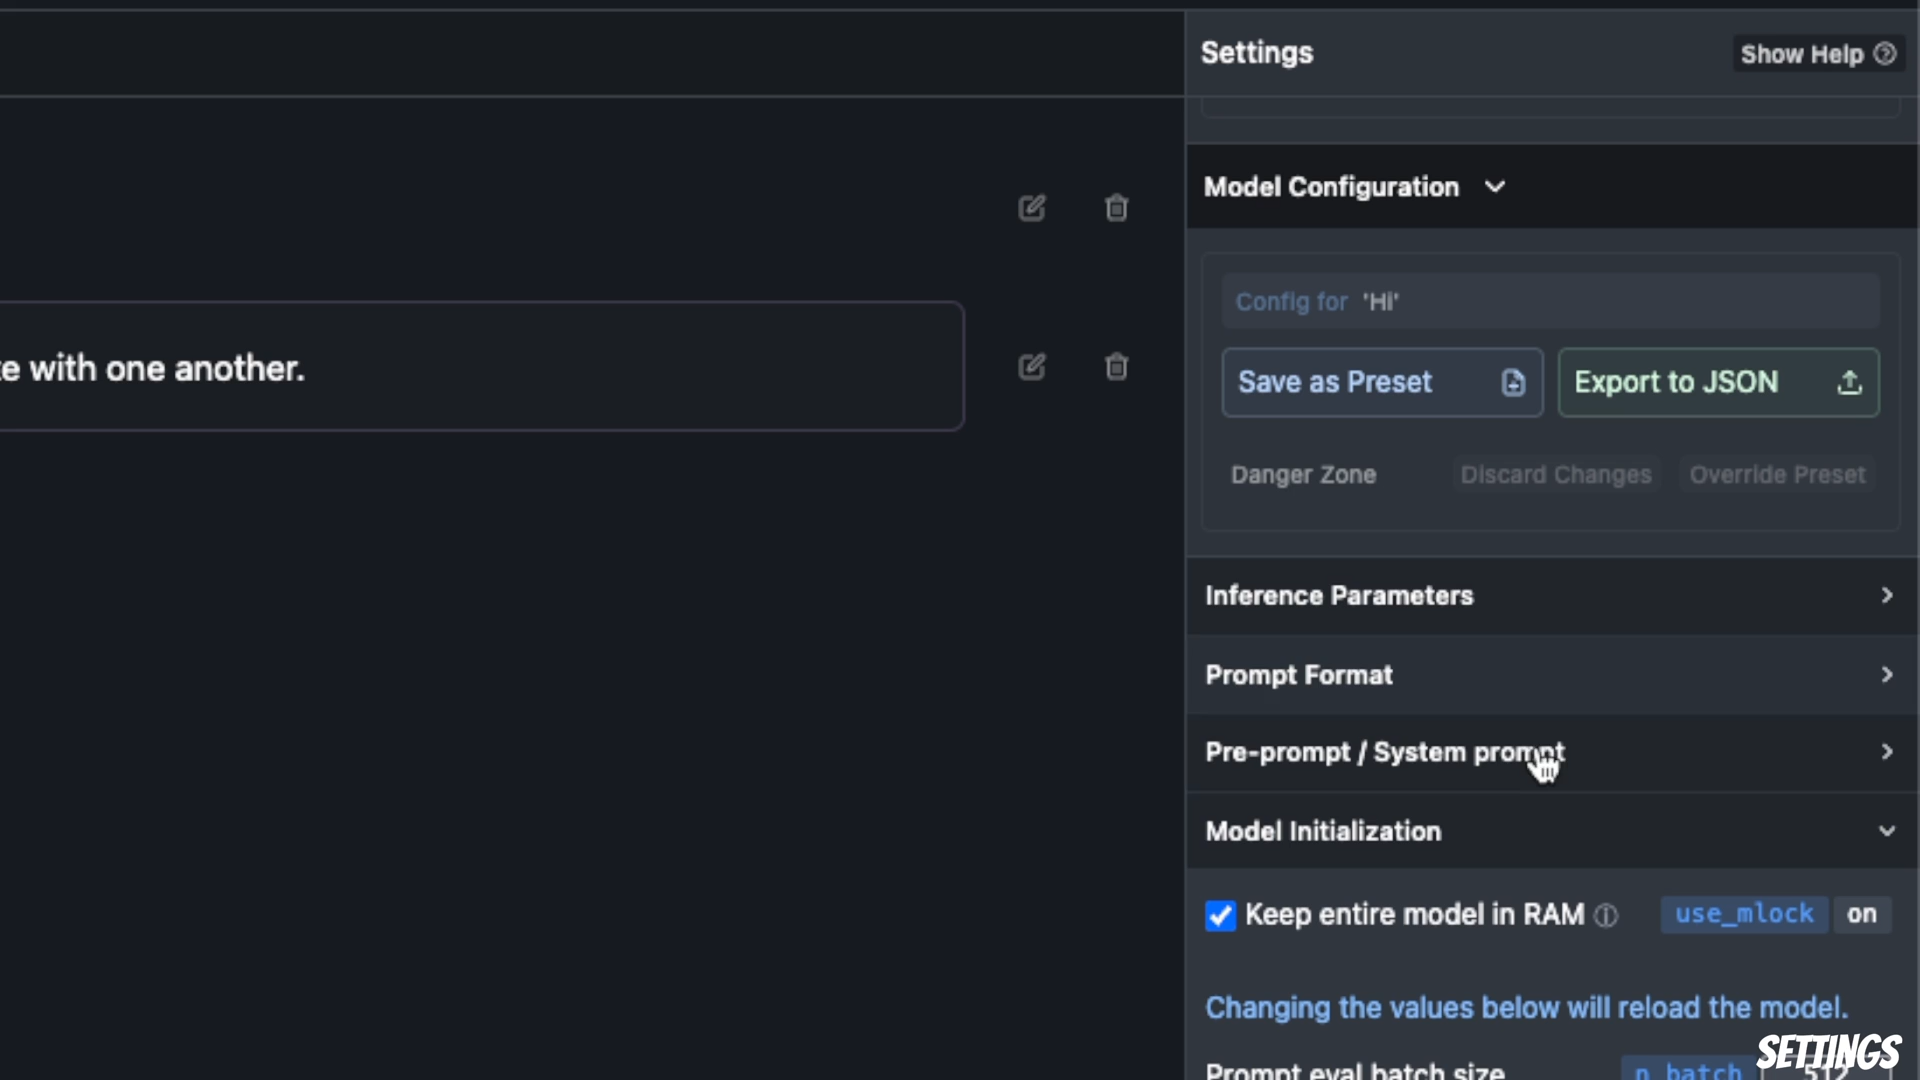 Settings
Show Help
Model Configuration
Config for 'Hi'
Save as Preset
Export to JSON
with one another.
Danger Zone
Discard Changes
Override Preset
Inference Parameters
Prompt Format
Pre-prompt / System prompt
Model Initialization
Keep entire model in RAM
use_mlock
on
Changing the values below will reload the model.
SETTINGS
Prompt eval batch size
n_batch
512